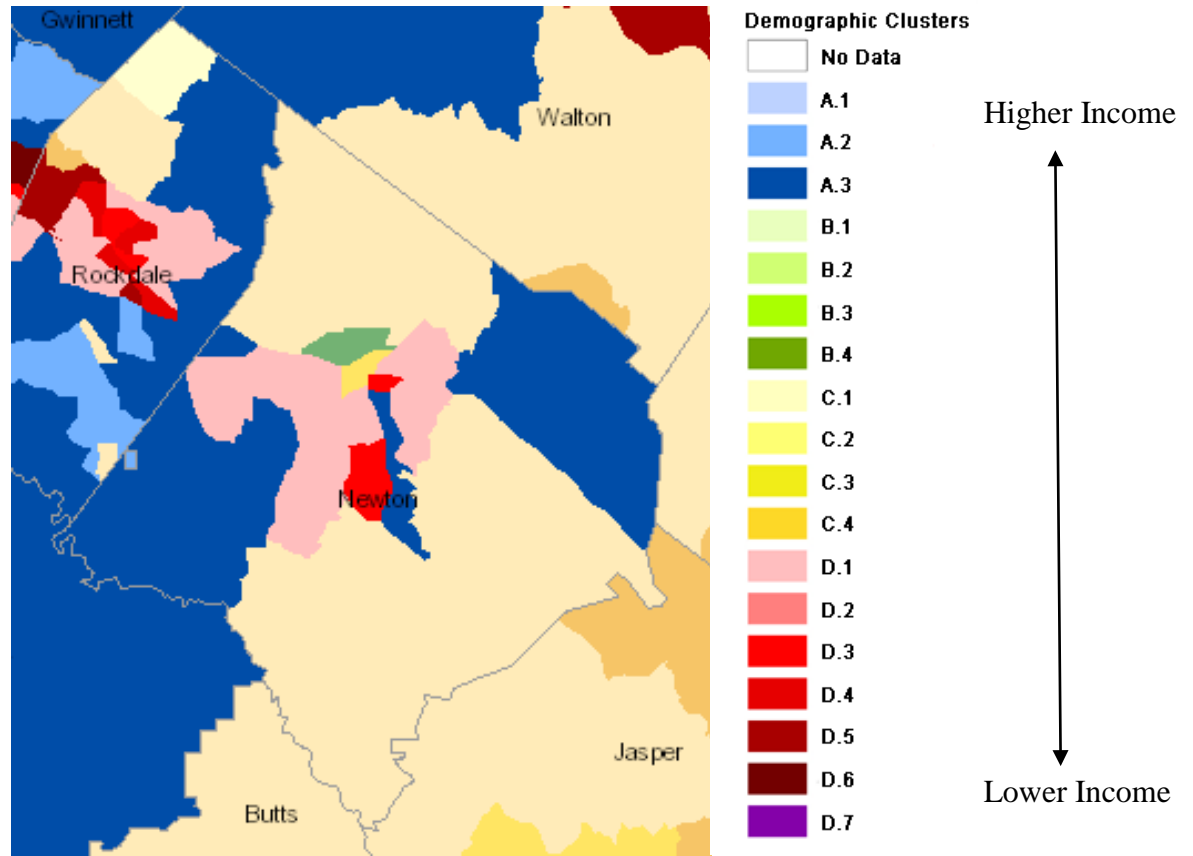 Gwinnett
Walton
Rockdale
Newton
Jasper
Butts
Demographic Clusters
No Data
A.1
A.2
A.3
B.1
B.2
B.3
B.4
C.1
C.2
C.3
C.4
D.1
D.2
D.3
D.4
D.5
D.6
D.7
Higher Income
Lower Income